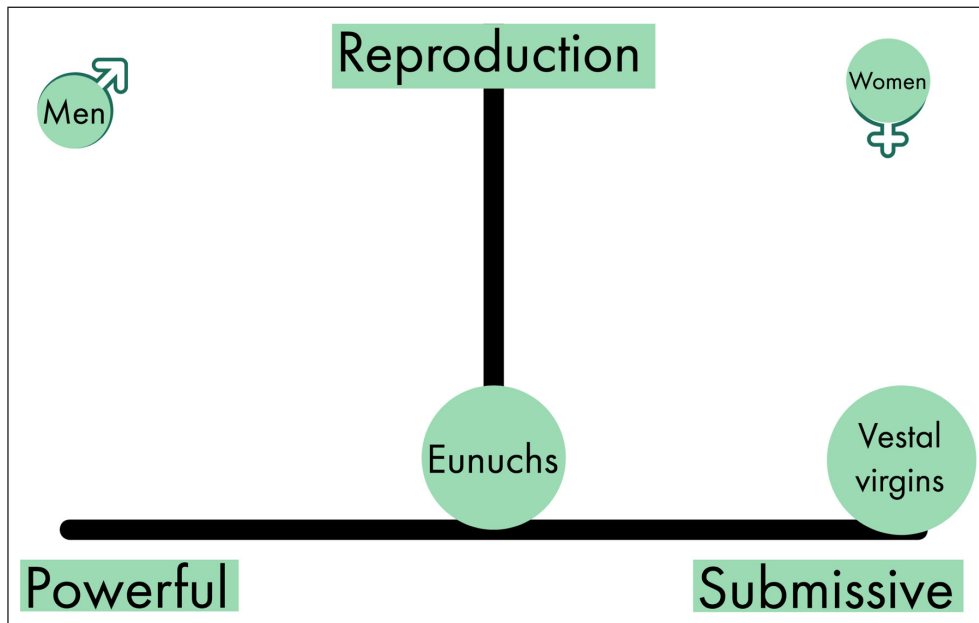 Reproduction
Men
Women
Eunuchs
Vestal
virgins
Powerful
Submissive